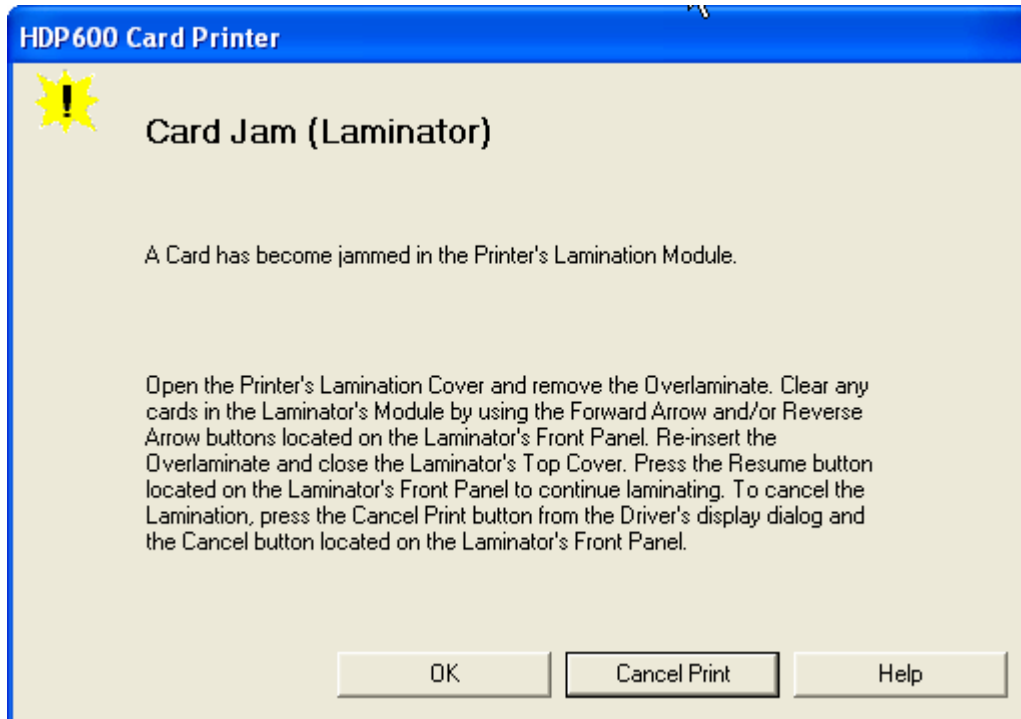 HDP600 Card Printer
!
Card Jam (Laminator)
A Card has become jammed in the Printer's Lamination Module.
Open the Printer's Lamination Cover and remove the Overlaminate. Clear any
cards in the Laminator's Module by using the Forward Arrow and/or Reverse
Arrow buttons located on the Laminator's Front Panel. Re-insert the
Overlaminate and close the Laminator's Top Cover. Press the Resume button
located on the Laminator's Front Panel to continue laminating. To cancel the
Lamination, press the Cancel Print button from the Driver's display dialog and
the Cancel button located on the Laminator's Front Panel.
OK Cancel Print Help